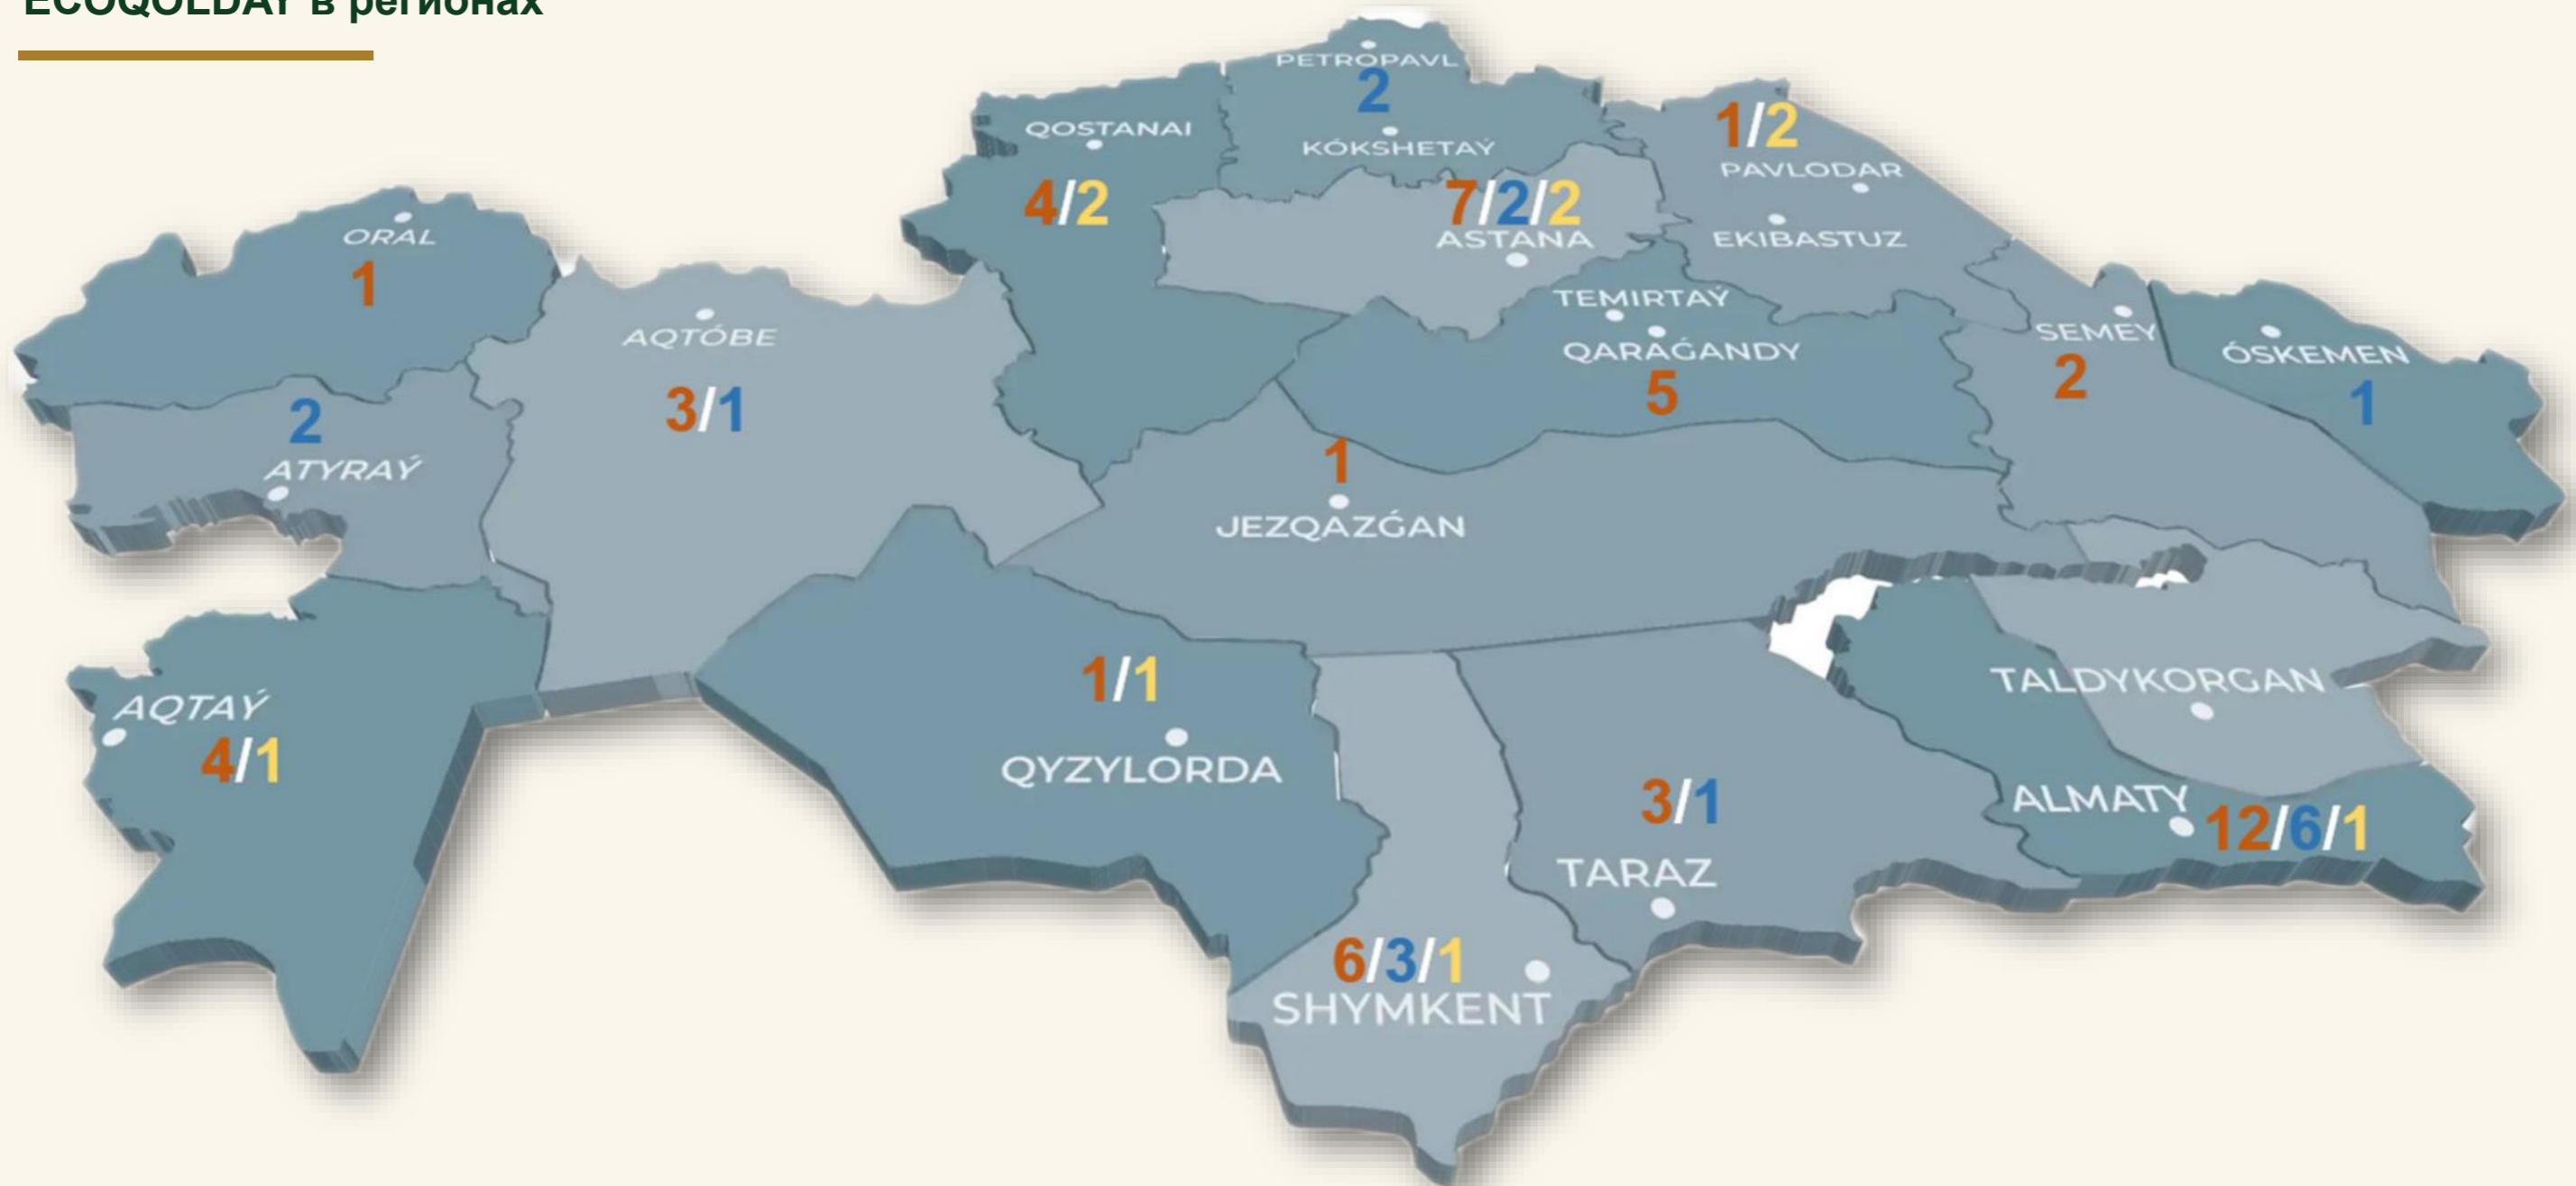 ECOQOLDAY в регионах
PETROPAVL
2
QOSTANAI
KÓKSHETAÝ
1/2
PAVLODAR
4/2
7/2/2
ASTANA
EKIBASTUZ
ORAL
1
TEMIRTAÝ
QARAǴANDY
5
AQTÓBE
3/1
SEMEY
2
ÓSKEMEN
1
2
ATYRAÝ
1
JEZQAZǴAN
AQTAÝ
4/1
1/1
QYZYLORDA
TALDYKORGAN
3/1
TARAZ
ALMATY
12/6/1
6/3/1
SHYMKENT